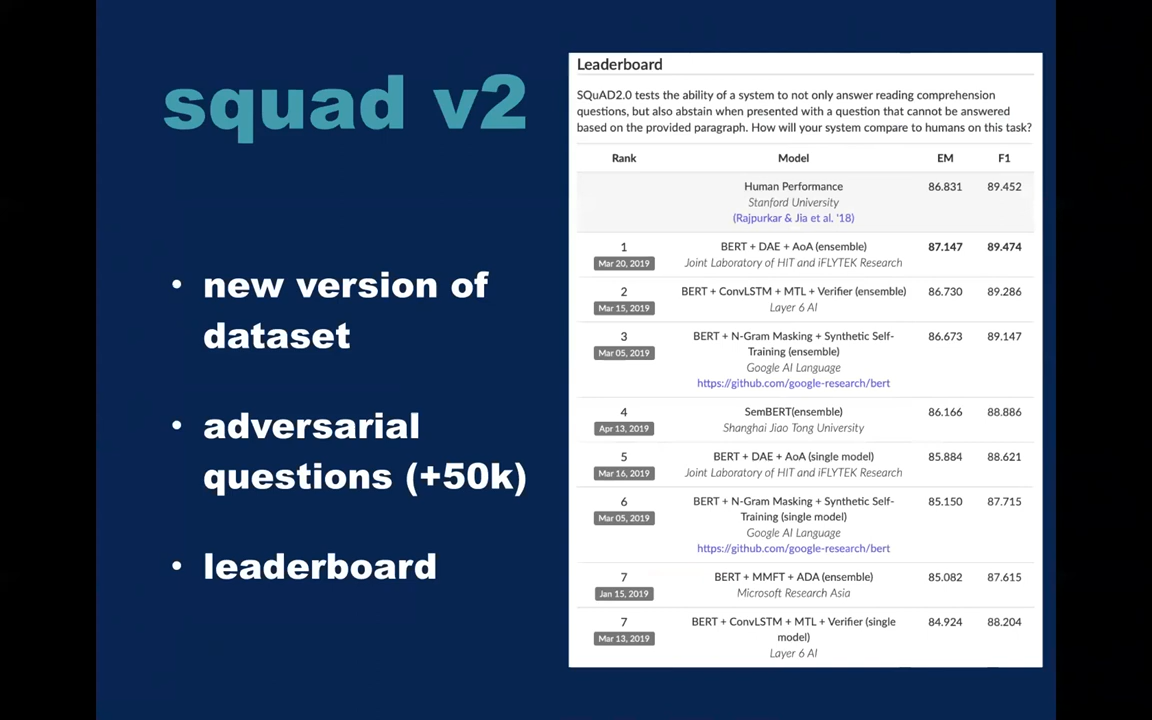 squad v2
• new version of
dataset
• adversarial
questions (+50k)
• leaderboard
Leaderboard
SQuAD2.0 tests the ability of a system to not only answer reading comprehension
questions, but also abstain when presented with a question that cannot be answered
based on the provided paragraph. How will your system compare to humans on this task?
Rank Model EM F1
Human Performance 86.831 89.452
Stanford University
(Rajpurkar & Jia et al. '18)
1 BERT + DAE + AoA (ensemble) 87.147 89.474
Mar 20, 2019 Joint Laboratory of HIT and iFLYTEK Research
2 BERT + ConvLSTM + MTL + Verifier (ensemble) 86.730 89.286
Mar 15, 2019 Layer 6 AI
3 BERT + N-Gram Masking + Synthetic Self- 86.673 89.147
Mar 05, 2019 Training (ensemble)
Google AI Language
https://github.com/google-research/bert
4 SemBERT(ensemble) 86.166 88.886
Apr 13, 2019 Shanghai Jiao Tong University
5 BERT + DAE + AoA (single model) 85.884 88.621
Mar 16, 2019 Joint Laboratory of HIT and iFLYTEK Research
6 BERT + N-Gram Masking + Synthetic Self- 85.150 87.715
Mar 05, 2019 Training (single model)
Google AI Language
https://github.com/google-research/bert
7 BERT + MMFT + ADA (ensemble) 85.082 87.615
Jan 15, 2019 Microsoft Research Asia
7 BERT + ConvLSTM + MTL + Verifier (single 84.924 88.204
Mar 13, 2019 model)
Layer 6 AI